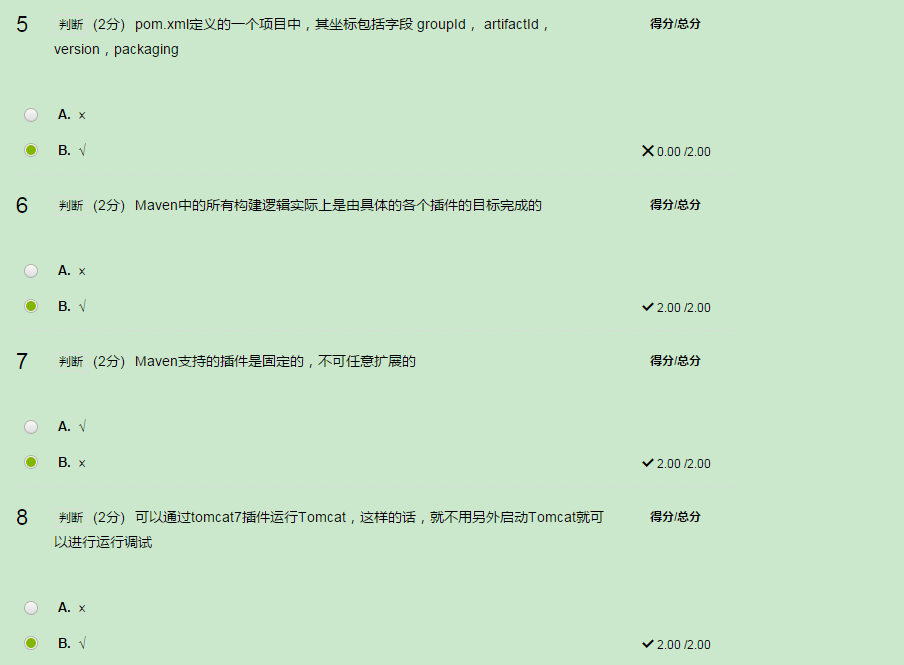 5 判断 (2分) pom.xml定义的一个项目中，其坐标包括字段 groupId， artifactId， 得分/总分
version，packaging
A. ×
B. √ 0.00 /2.00
6 判断 (2分) Maven中的所有构建逻辑实际上是由具体的各个插件的目标完成的 得分/总分
A. ×
B. √ 2.00 /2.00
7 判断 (2分) Maven支持的插件是固定的，不可任意扩展的 得分/总分
A. √
B. × 2.00 /2.00
8 判断 (2分) 可以通过tomcat7插件运行Tomcat，这样的话，就不用另外启动Tomcat就可 得分/总分
以进行运行调试
A. ×
B. √ 2.00 /2.00